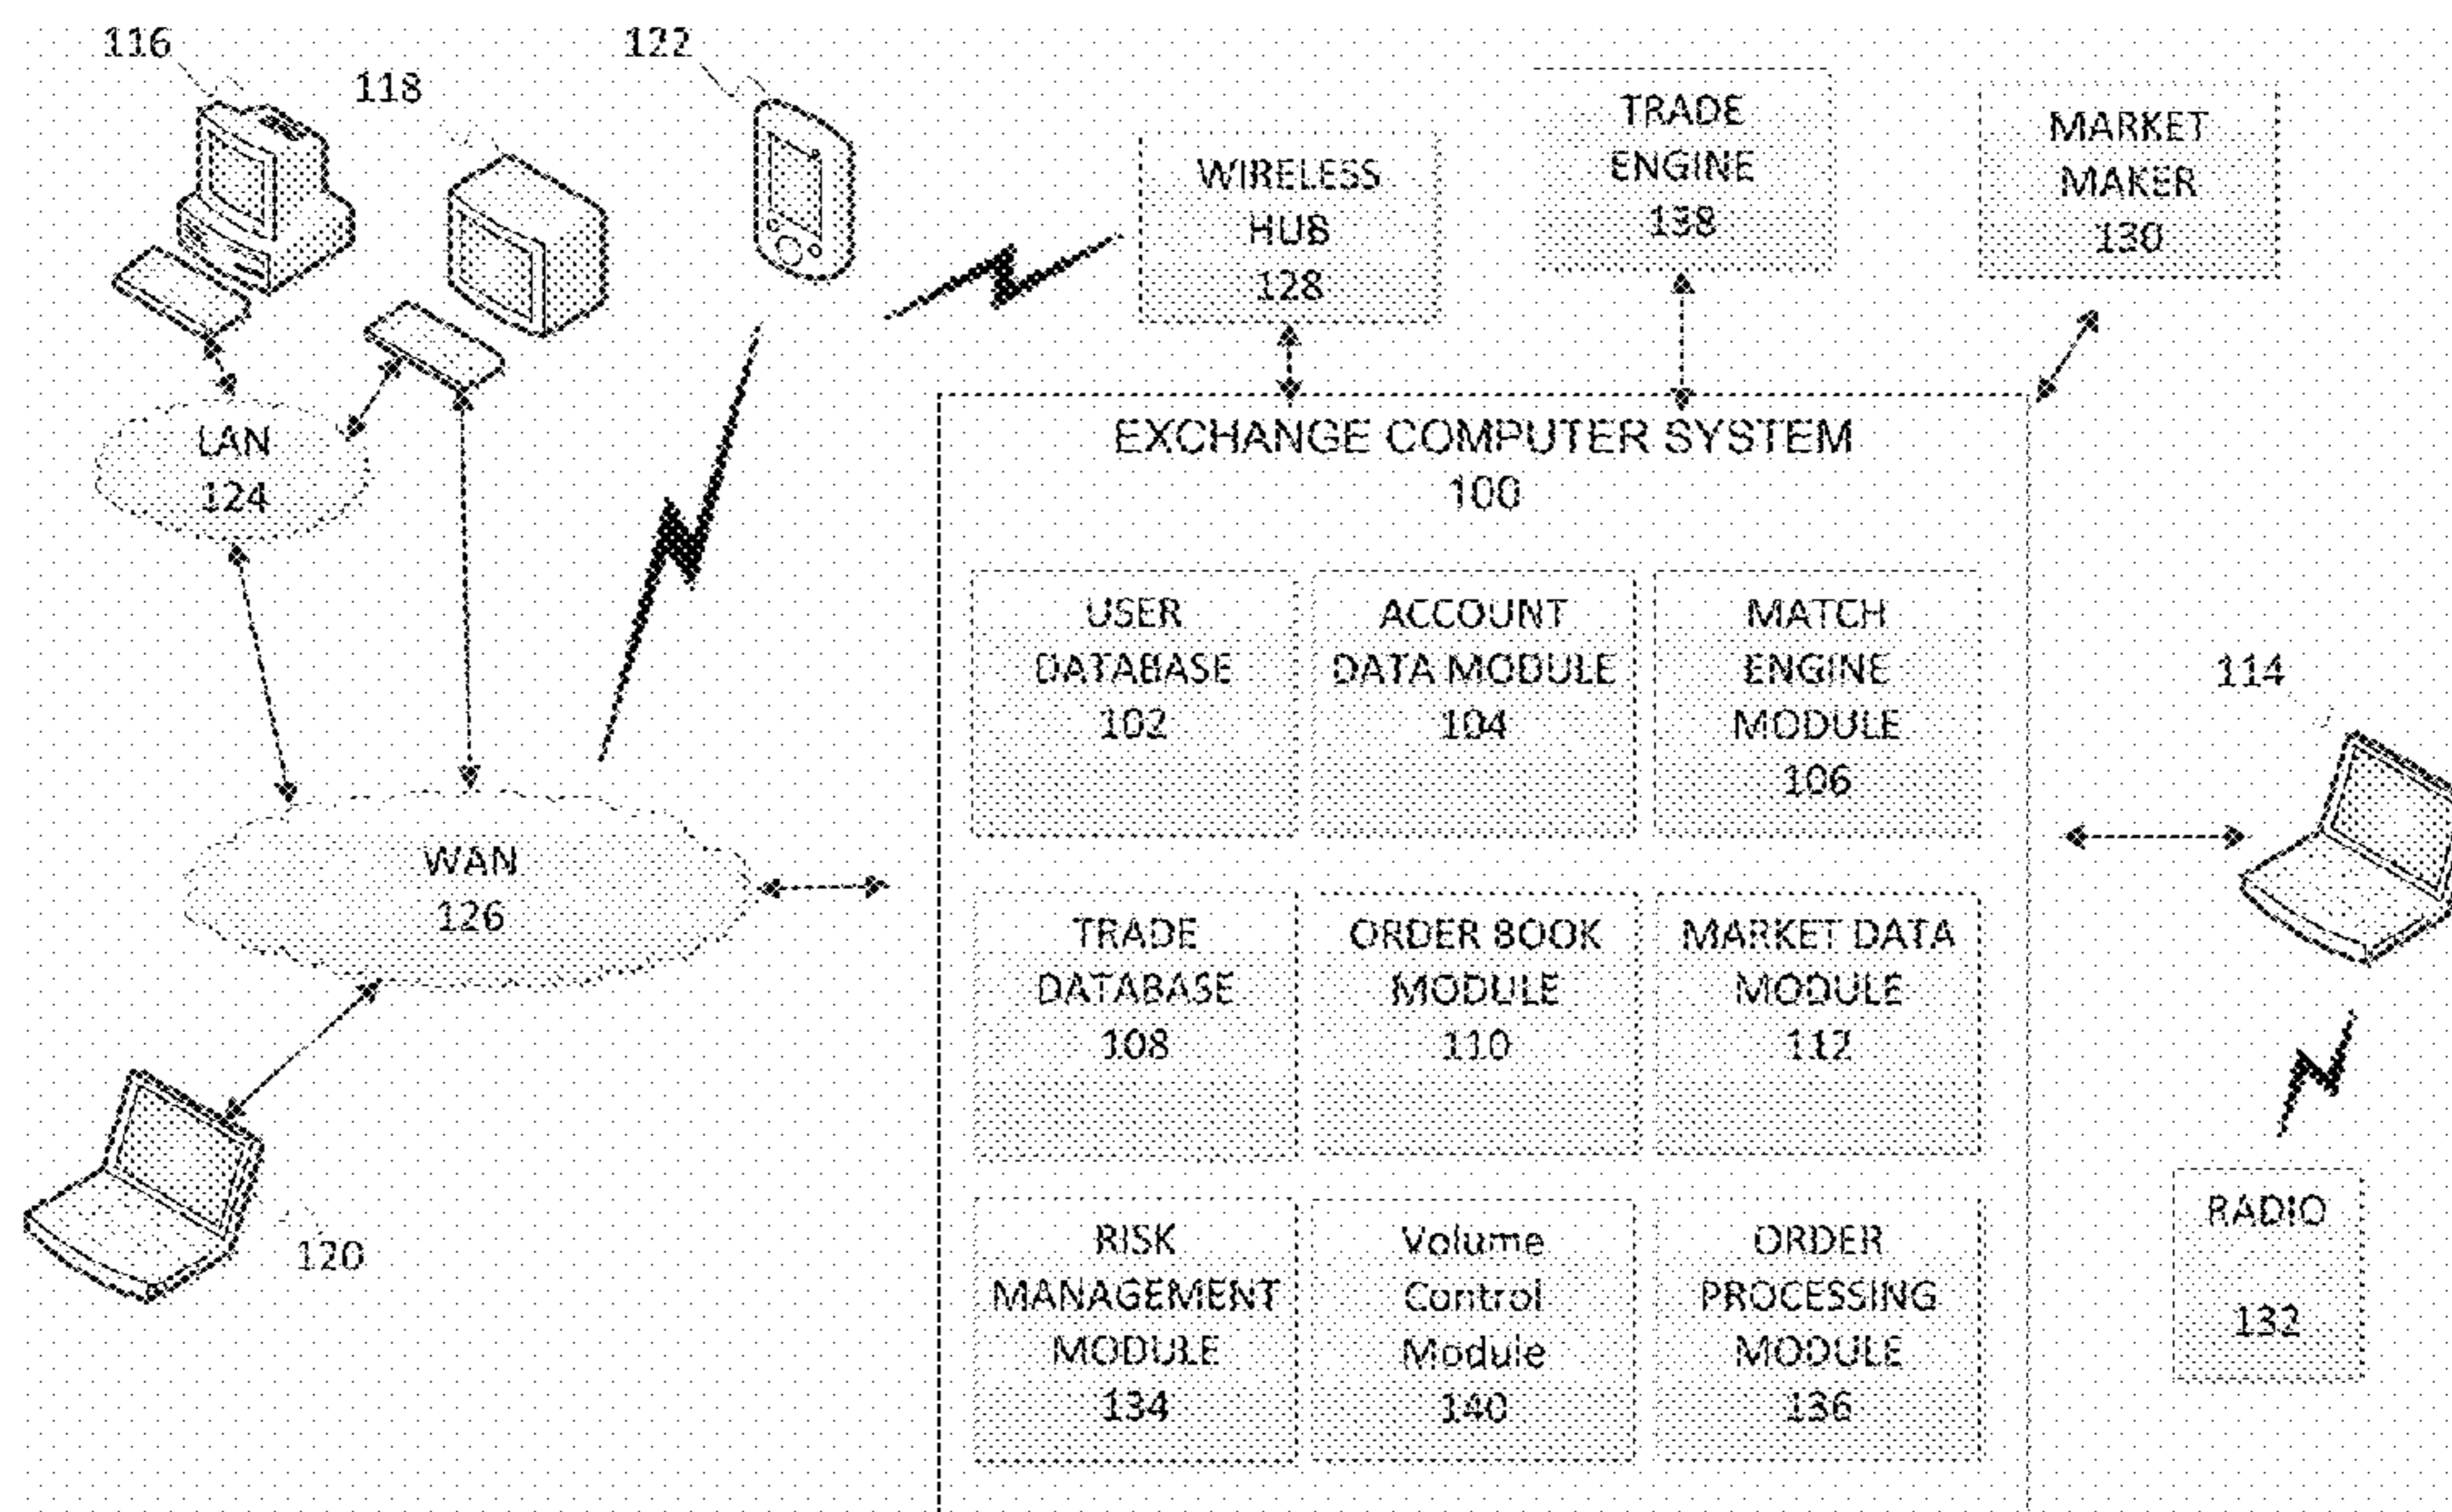 116
118
122
WIRELESS
HUB
128
TRADE
ENGINE
138
MARKET
MAKER
130
LAN
124
EXCHANGE COMPUTER SYSTEM
100
USER
DATABASE
102
ACCOUNT
DATA MODULE
104
MATCH
ENGINE
MODULE
106
114
WAN
126
TRADE
DATABASE
108
ORDER BOOK
MODULE
110
MARKET DATA
MODULE
112
120
RISK
MANAGEMENT
MODULE
134
Volume
Control
Module
140
ORDER
PROCESSING
MODULE
136
RADIO
132